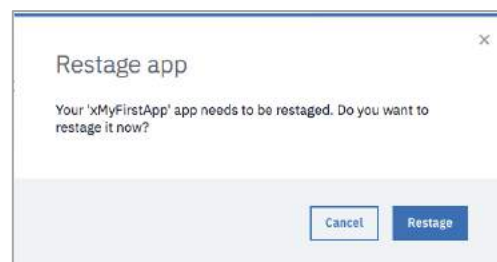 Restage app
Your 'xMyFirstApp' app needs to be restaged. Do you want to
restage it now?
Cancel
Restage